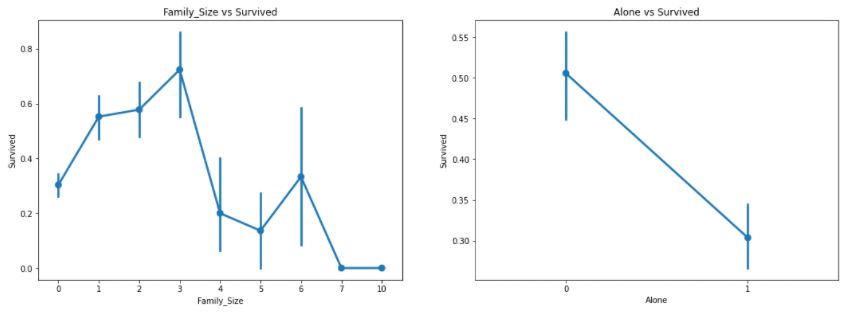 Family_Size vs Survived
0.8
0.6
0.4
0.2
0.0
Survived
0 1 2 3 4 5 6 7 10
Family_Size
Alone vs Survived
0.55
0.50
0.45
0.40
0.35
0.30
Survived
0 1
Alone